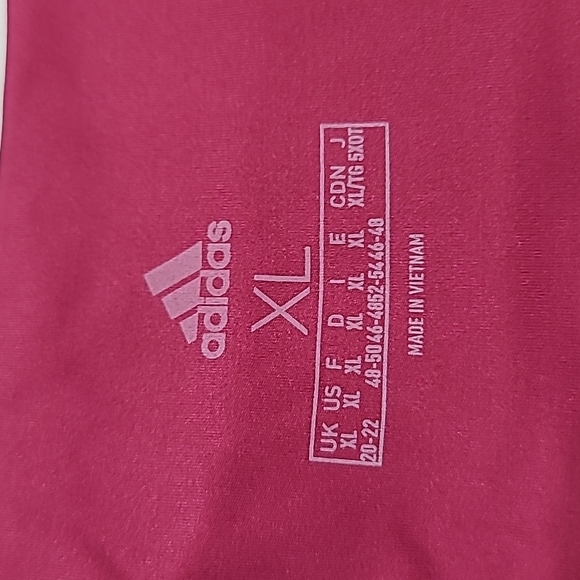 adidas
XL
UK US F D I E CDN J
XL XL XL XL XL XL XL/TG 5XOT
20-22 48-50 46-48 52-54 46-48
MADE IN VIETNAM